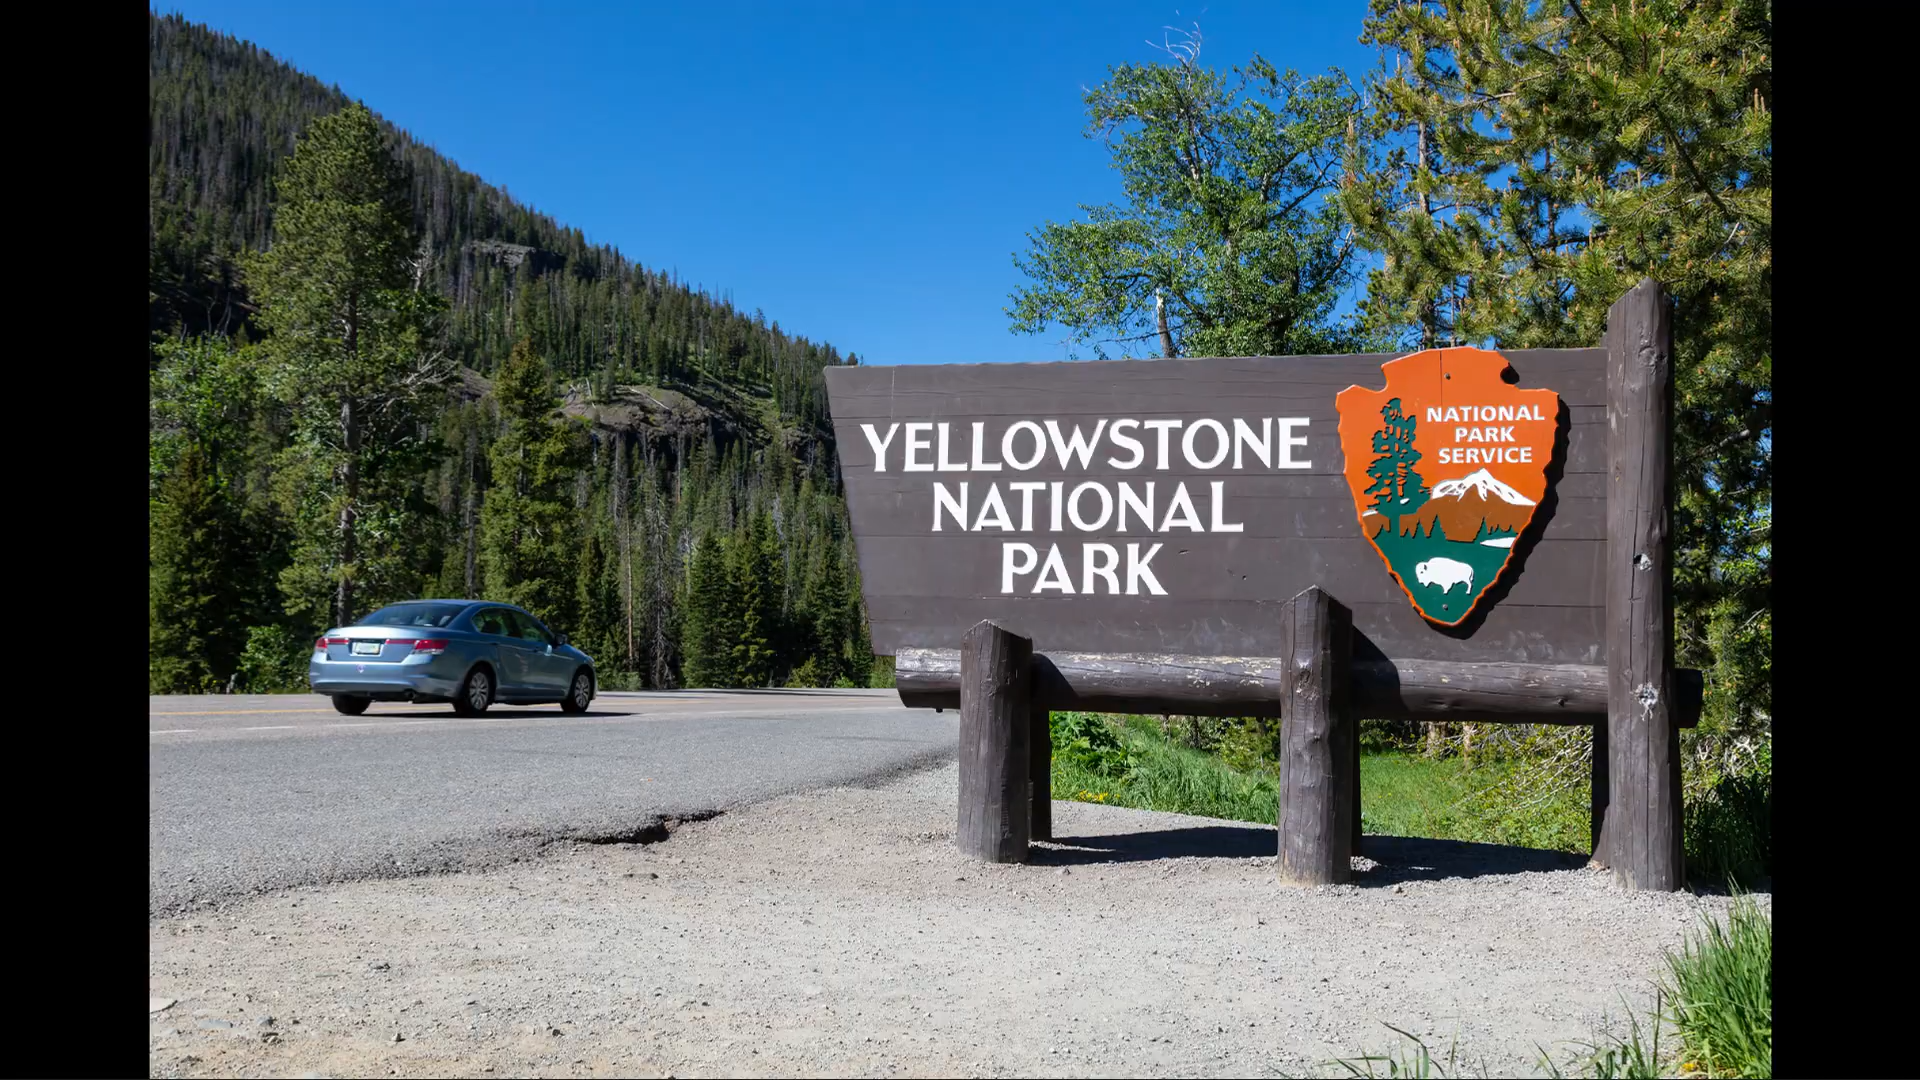 YELLOWSTONE
NATIONAL
PARK
NATIONAL
PARK
SERVICE